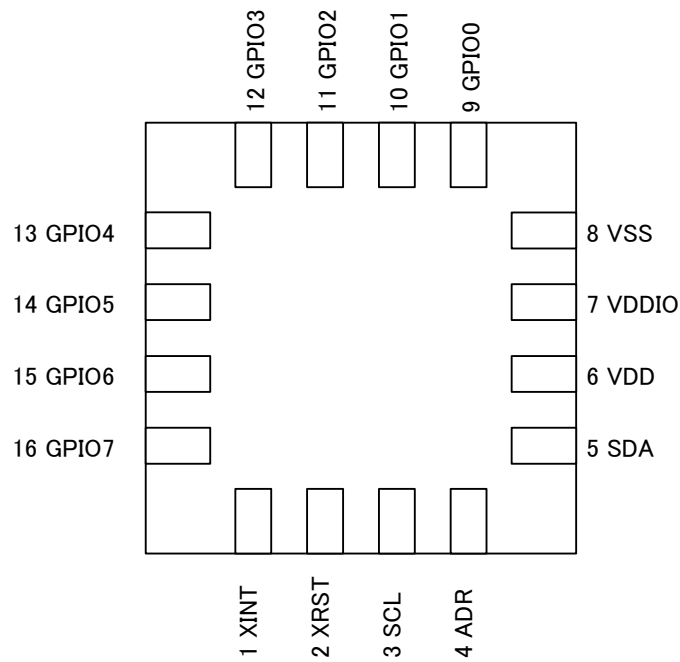 12 GPIO3
11 GPIO2
10 GPIO1
9 GPIO0
13 GPIO4
8 VSS
14 GPIO5
7 VDDIO
15 GPIO6
6 VDD
16 GPIO7
5 SDA
1 XINT
2 XRST
3 SCL
4 ADR